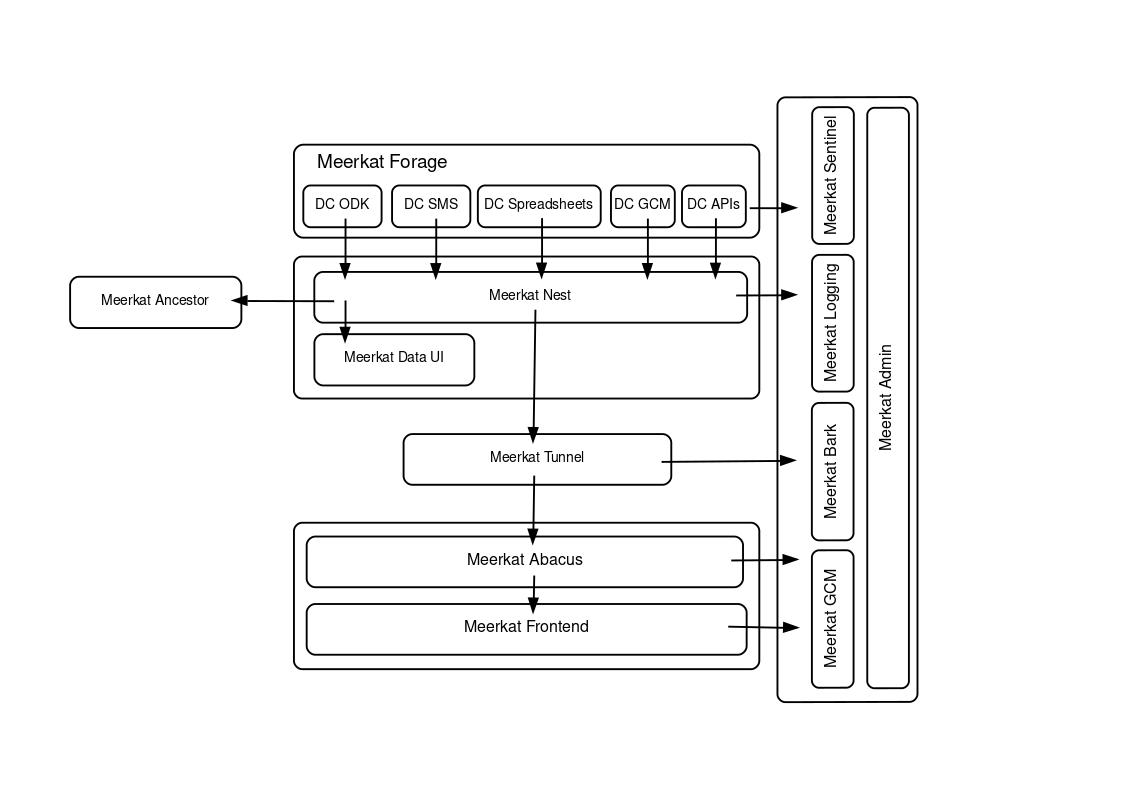 Meerkat Forage
DC ODK
DC SMS
DC Spreadsheets
DC GCM
DC APIs
Meerkat Nest
Meerkat Ancestor
Meerkat Data UI
Meerkat Tunnel
Meerkat Abacus
Meerkat Frontend
Meerkat Sentinel
Meerkat Logging
Meerkat Bark
Meerkat GCM
Meerkat Admin